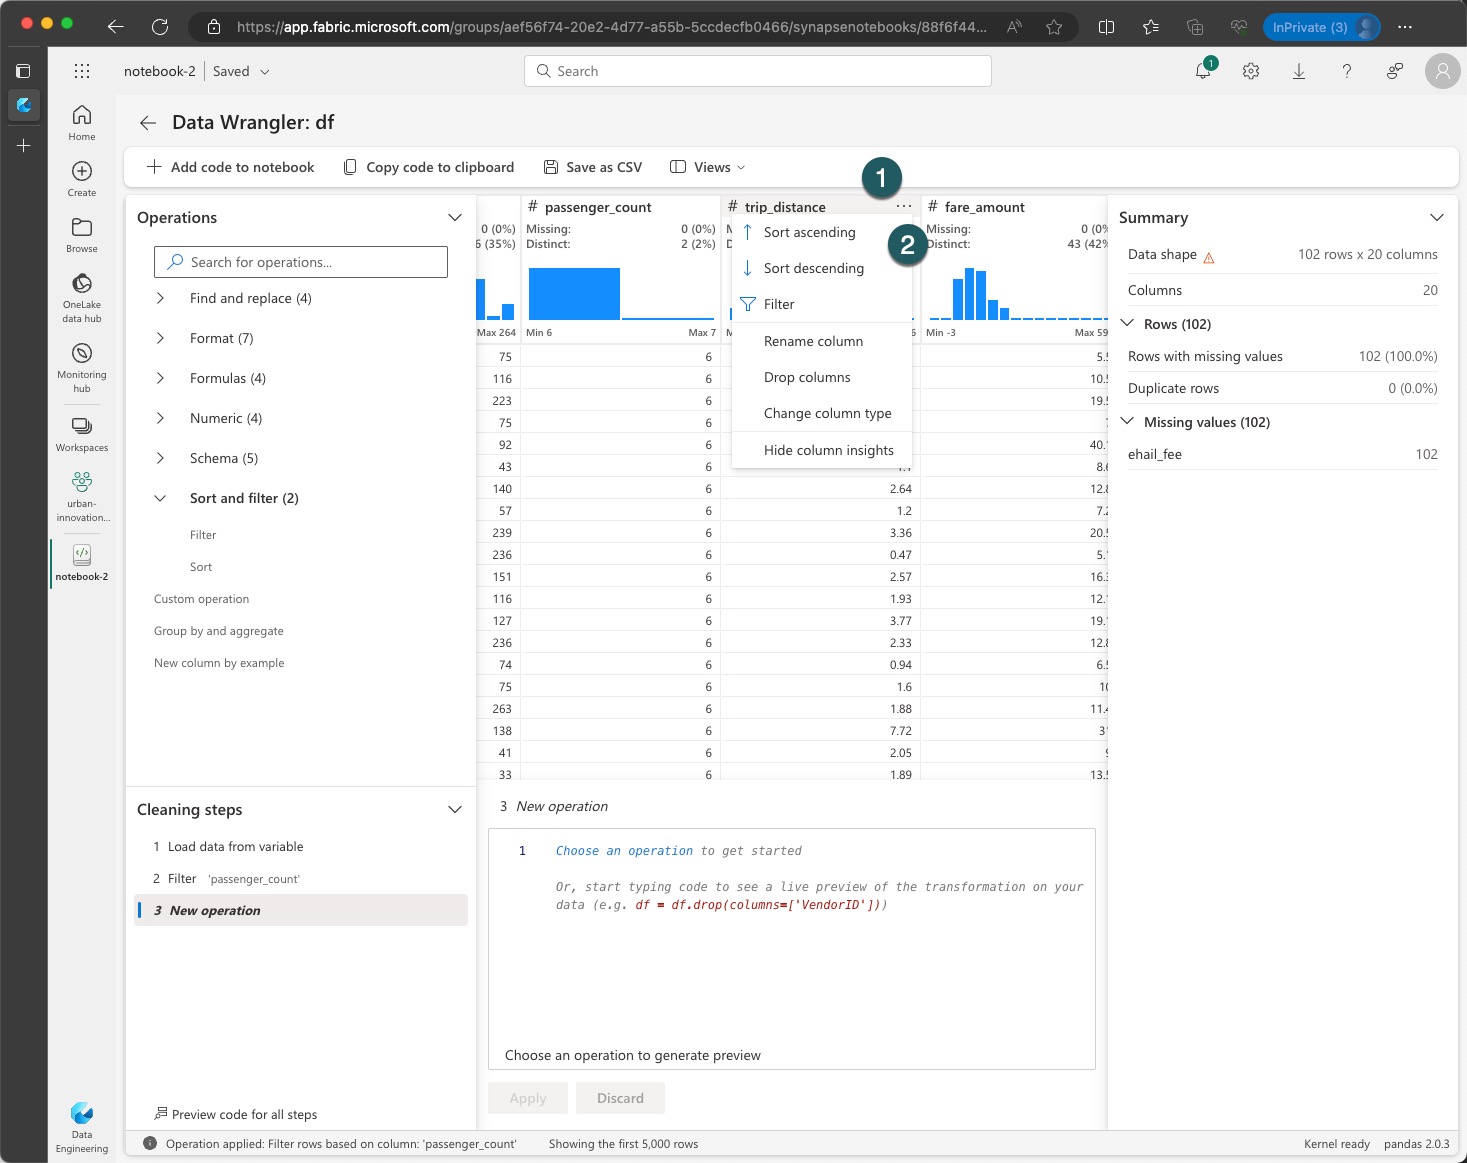 https://app.fabric.microsoft.com/groups/aef56f74-20e2-4d77-a55b-5ccdecfb0466/synapsenotebooks/88f6f44...
InPrivate (3)
notebook-2
Saved
Search
1
Home
Create
Browse
OneLake
data hub
Monitoring
hub
Workspaces
urban-
innovation...
notebook-2
Data
Engineering
Data Wrangler: df
Add code to notebook
Copy code to clipboard
Save as CSV
Views
1
2
Operations
Search for operations...
Find and replace (4)
Format (7)
Formulas (4)
Numeric (4)
Schema (5)
Sort and filter (2)
Filter
Sort
Custom operation
Group by and aggregate
New column by example
Cleaning steps
1 Load data from variable
2 Filter 'passenger_count'
3 New operation
Preview code for all steps
# passenger_count # trip_distance ... # fare_amount
0 (0%) Missing: 0 (0%) 0 (0%
6 (35%) Distinct: 2 (2%) Distinct: 43 (42%
Max 264 Min 6 Max 7 Min -3 Max 59
Sort ascending
Sort descending
Filter
Rename column
Drop columns
Change column type
Hide column insights
75 6 5.5
116 6 10.5
223 6 19.5
75 6
92 6 40.
43 6 1.1 8.6
140 6 2.64 12.8
57 6 1.2 7.2
239 6 3.36 20.5
236 6 0.47 5.
151 6 2.57 16.3
116 6 1.93 12.
127 6 3.77 19.
236 6 2.33 12.8
74 6 0.94 6.5
75 6 1.6 10
263 6 1.88 11.4
138 6 7.72 3
41 6 2.05 9
33 6 1.89 13.5
3 New operation
1 Choose an operation to get started
Or, start typing code to see a live preview of the transformation on your
data (e.g. df = df.drop(columns=['VendorID']))
Choose an operation to generate preview
Apply
Discard
Summary
Data shape 102 rows x 20 columns
Columns 20
Rows (102)
Rows with missing values 102 (100.0%)
Duplicate rows 0 (0.0%)
Missing values (102)
ehail_fee 102
Operation applied: Filter rows based on column: 'passenger_count'
Showing the first 5,000 rows
Kernel ready
pandas 2.0.3